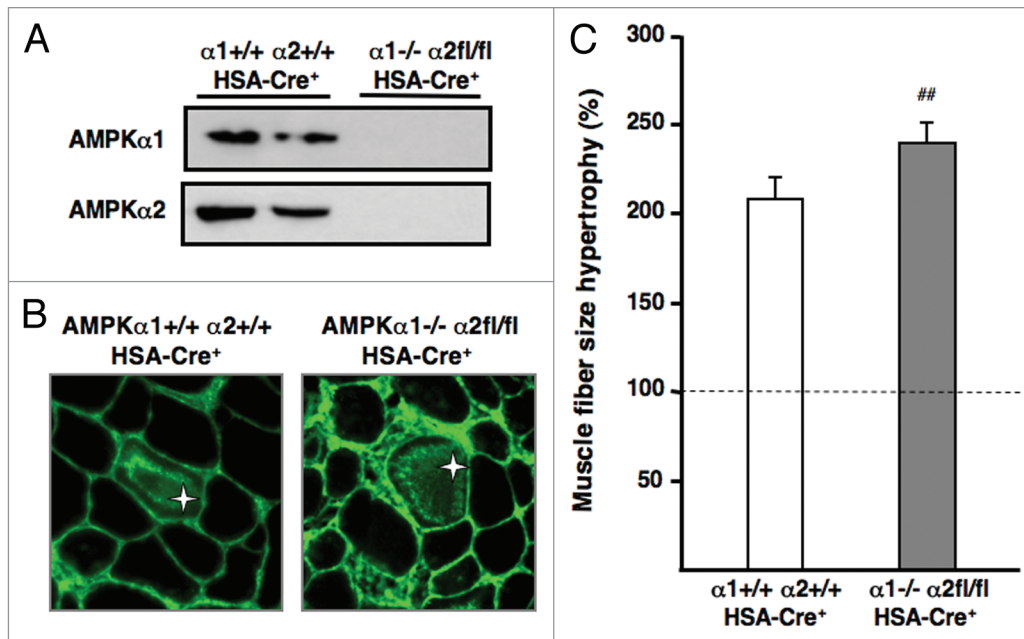 A
α1+/+ α2+/+ α1-/- α2fl/fl
HSA-Cre⁺ HSA-Cre⁺
AMPKα1
AMPKα2
B
AMPKα1+/+ α2+/+ AMPKα1-/- α2fl/fl
HSA-Cre⁺ HSA-Cre⁺
C
Muscle fiber size hypertrophy (%)
300
250
200
150
100
50
##
α1+/+ α2+/+ α1-/- α2fl/fl
HSA-Cre⁺ HSA-Cre⁺